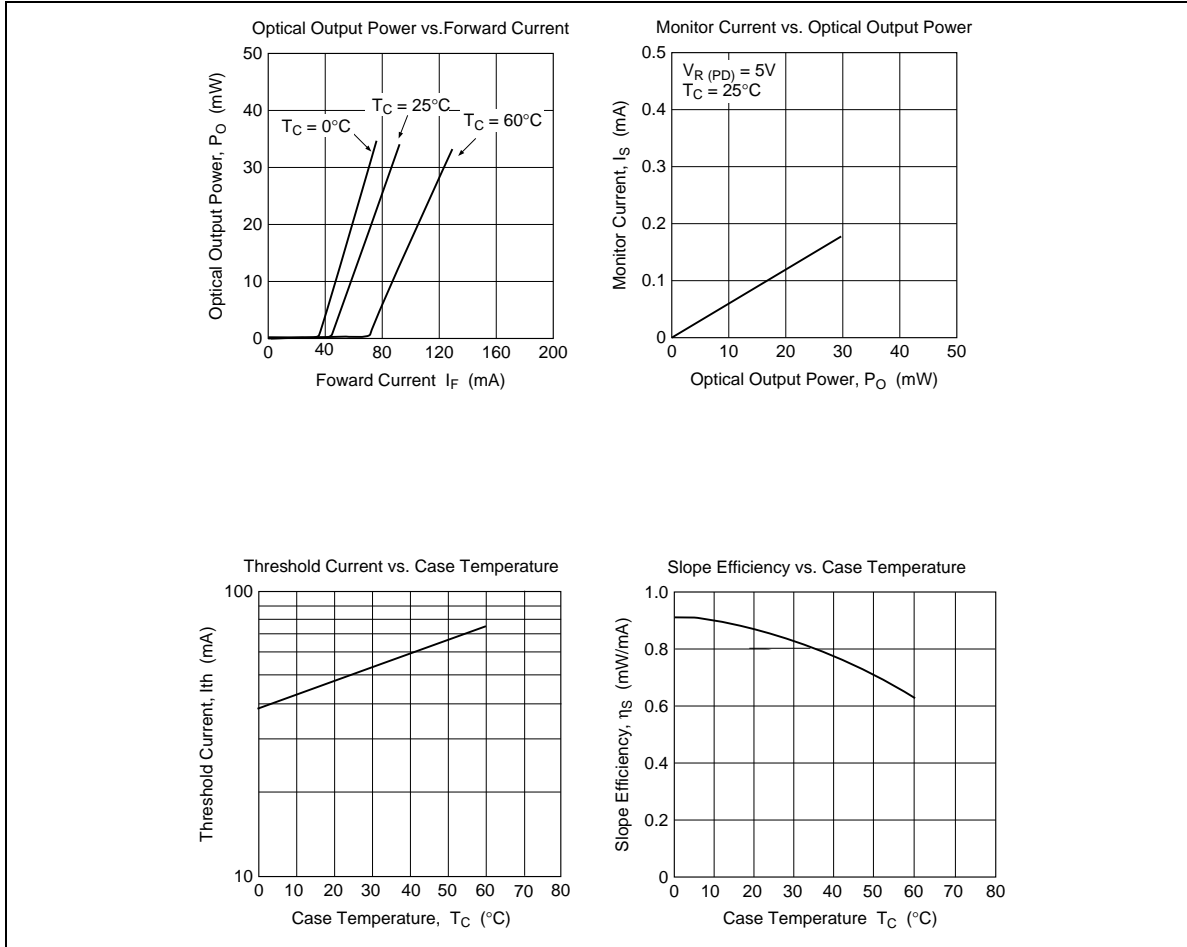 Optical Output Power vs.Forward Current
50
40
30
20
10
0
Optical Output Power, PO (mW)
TC = 0°C
TC = 25°C
TC = 60°C
0 40 80 120 160 200
Foward Current IF (mA)
Monitor Current vs. Optical Output Power
0.5
0.4
0.3
0.2
0.1
0
Monitor Current, IS (mA)
VR (PD) = 5V
TC = 25°C
0 10 20 30 40 50
Optical Output Power, PO (mW)
Threshold Current vs. Case Temperature
100
10
Threshold Current, Ith (mA)
0 10 20 30 40 50 60 70 80
Case Temperature, TC (°C)
Slope Efficiency vs. Case Temperature
1.0
0.8
0.6
0.4
0.2
0
Slope Efficiency, ηS (mW/mA)
0 10 20 30 40 50 60 70 80
Case Temperature TC (°C)